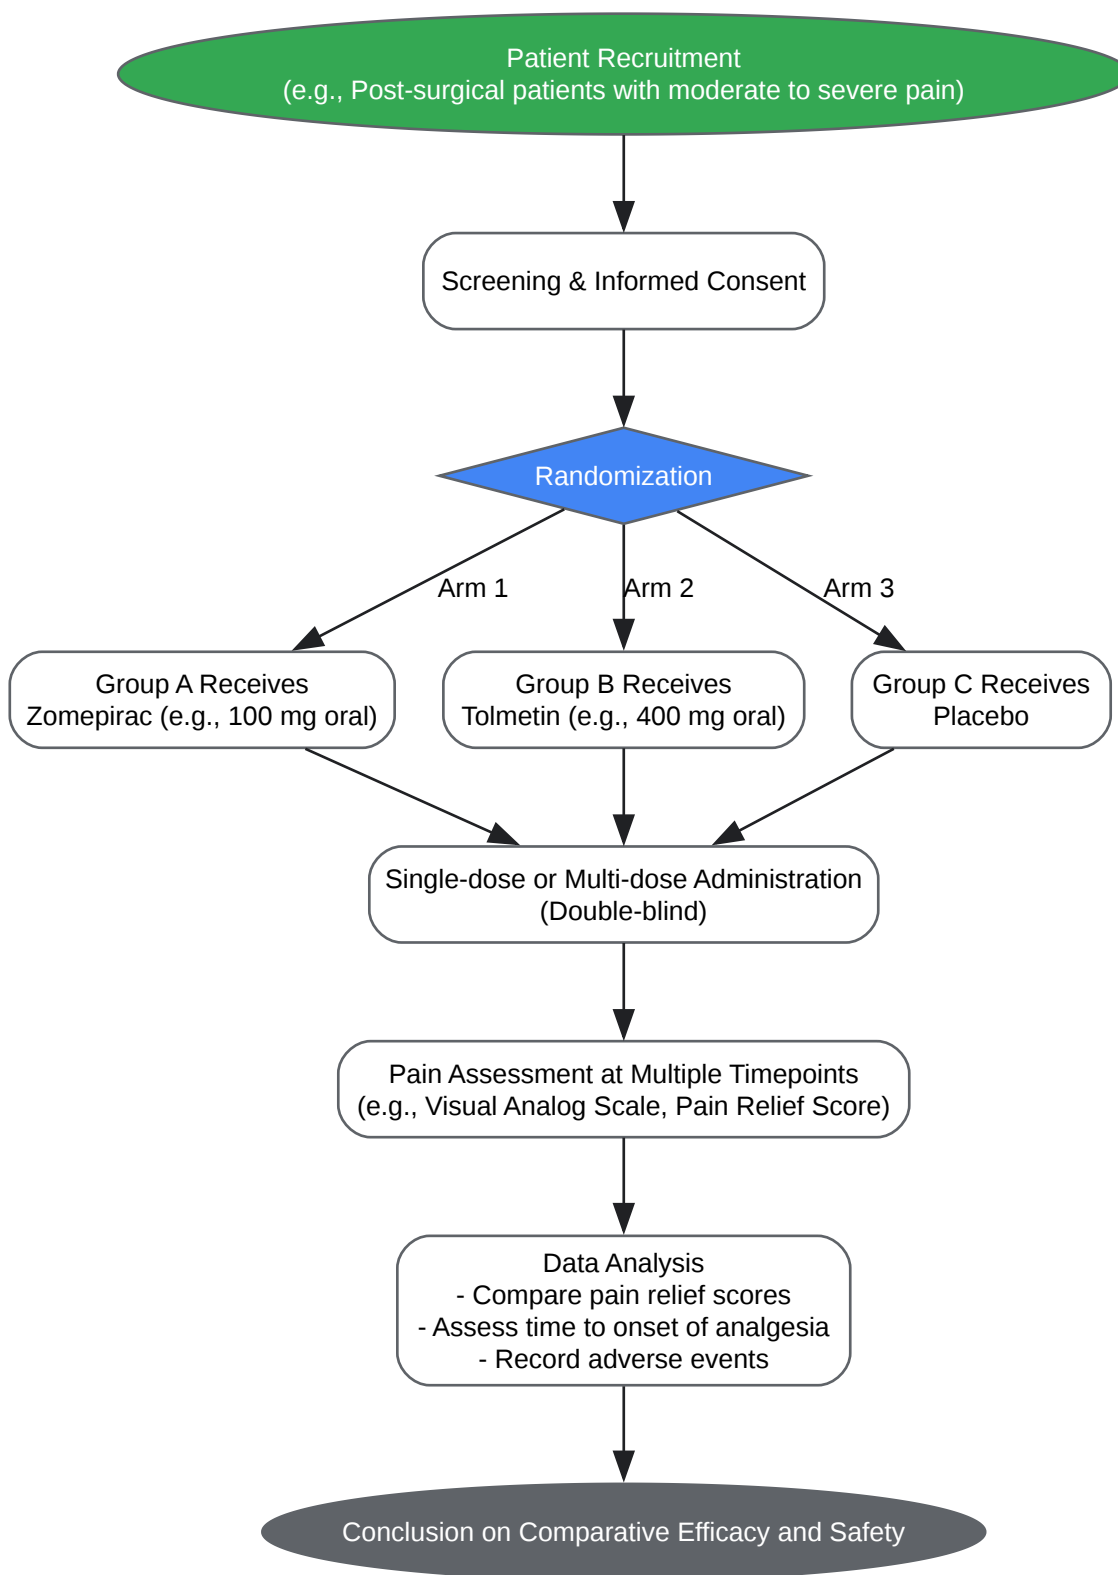 Patient Recruitment
(e.g., Post-surgical patients with moderate to severe pain)
Screening & Informed Consent
Randomization
Arm 1
Arm 2
Arm 3
Group A Receives
Zomepirac (e.g., 100 mg oral)
Group B Receives
Tolmetin (e.g., 400 mg oral)
Group C Receives
Placebo
Single-dose or Multi-dose Administration
(Double-blind)
Pain Assessment at Multiple Timepoints
(e.g., Visual Analog Scale, Pain Relief Score)
Data Analysis
- Compare pain relief scores
- Assess time to onset of analgesia
- Record adverse events
Conclusion on Comparative Efficacy and Safety